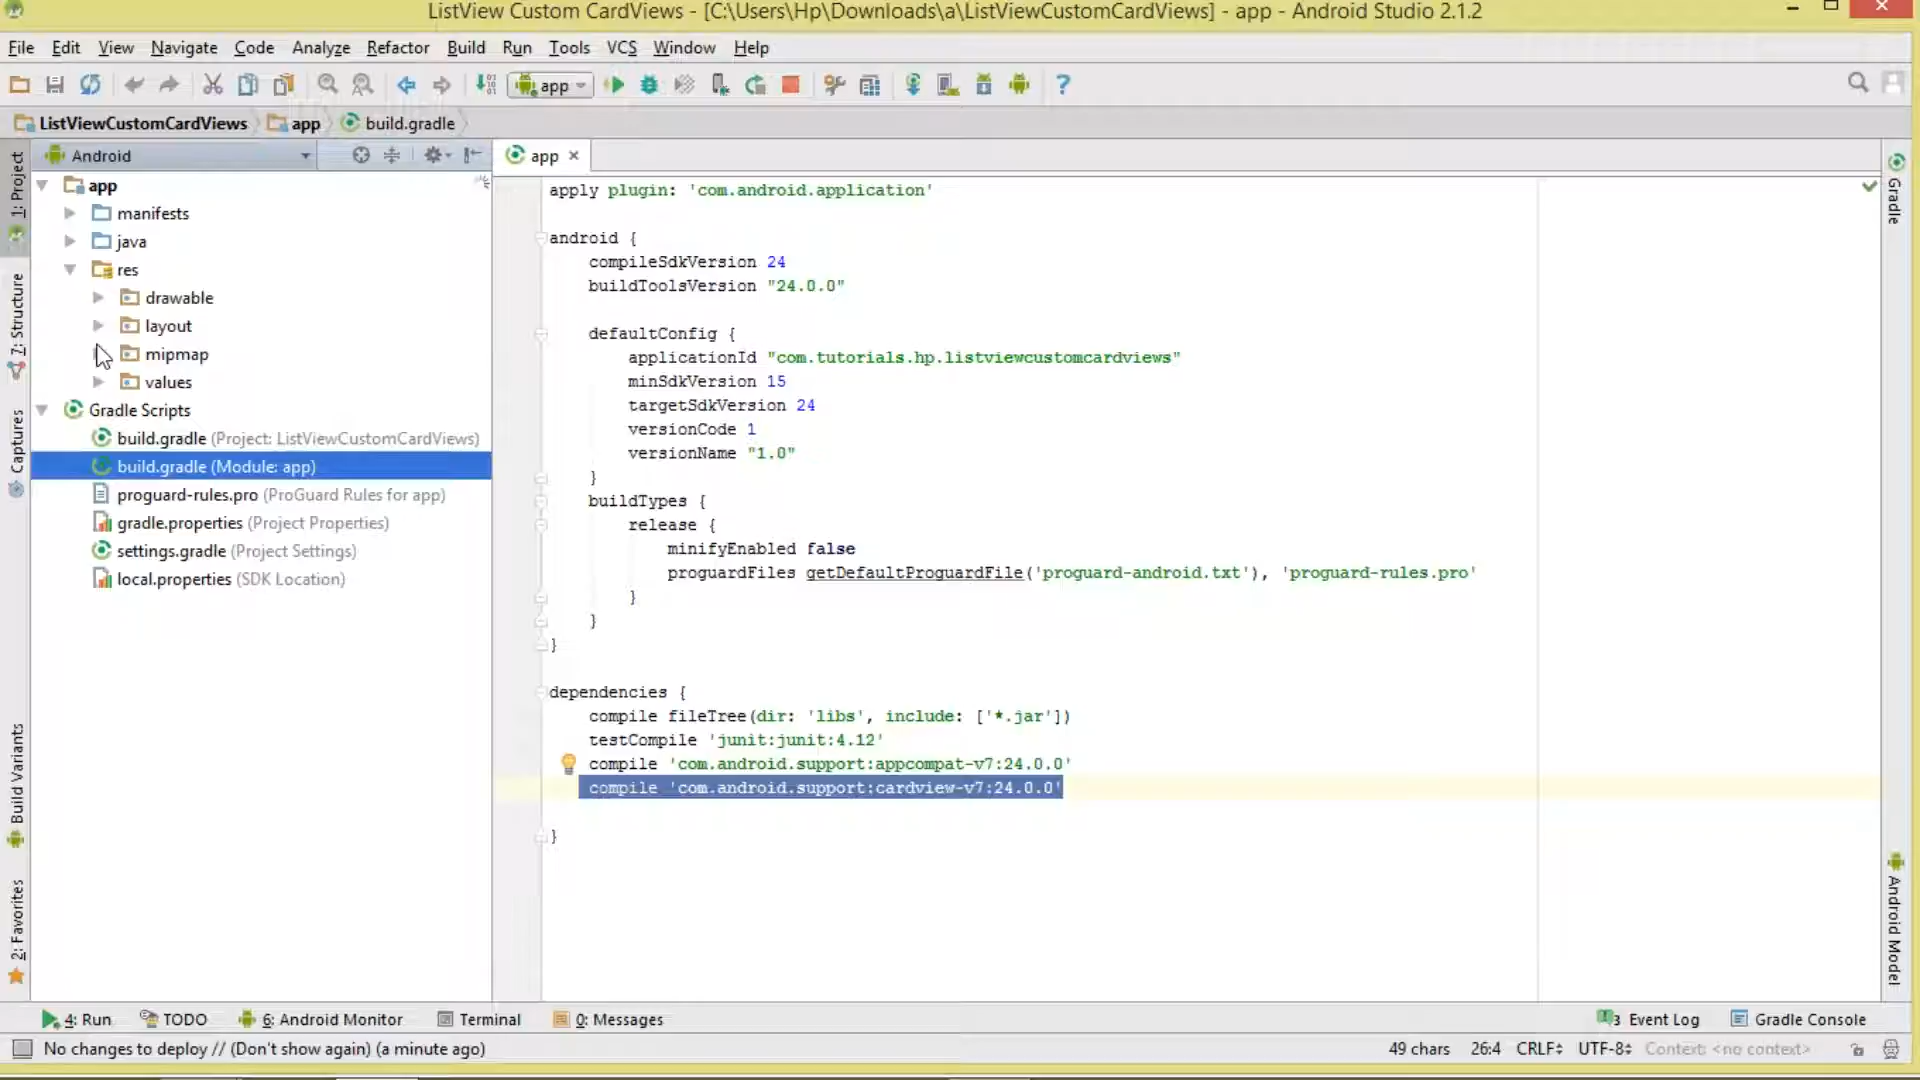 ListView Custom CardViews - [C:\Users\Hp\Downloads\a\ListViewCustomCardViews] - app - Android Studio 2.1.2
File Edit View Navigate Code Analyze Refactor Build Run Tools VCS Window Help
app
ListViewCustomCardViews app build.gradle
Android
app
1: Project
7: Structure
Captures
Build Variants
2: Favorites
app
manifests
java
res
drawable
layout
mipmap
values
Gradle Scripts
build.gradle (Project: ListViewCustomCardViews)
build.gradle (Module: app)
proguard-rules.pro (ProGuard Rules for app)
gradle.properties (Project Properties)
settings.gradle (Project Settings)
local.properties (SDK Location)
apply plugin: 'com.android.application'
android {
compileSdkVersion 24
buildToolsVersion "24.0.0"
defaultConfig {
applicationId "com.tutorials.hp.listviewcustomcardviews"
minSdkVersion 15
targetSdkVersion 24
versionCode 1
versionName "1.0"
}
buildTypes {
release {
minifyEnabled false
proguardFiles getDefaultProguardFile('proguard-android.txt'), 'proguard-rules.pro'
}
}
}
dependencies {
compile fileTree(dir: 'libs', include: ['*.jar'])
testCompile 'junit:junit:4.12'
compile 'com.android.support:appcompat-v7:24.0.0'
compile 'com.android.support:cardview-v7:24.0.0'
}
Gradle
Android Model
4: Run TODO 6: Android Monitor Terminal 0: Messages 3 Event Log Gradle Console
No changes to deploy // (Don't show again) (a minute ago) 49 chars 26:4 CRLF UTF-8 Context: <no context>